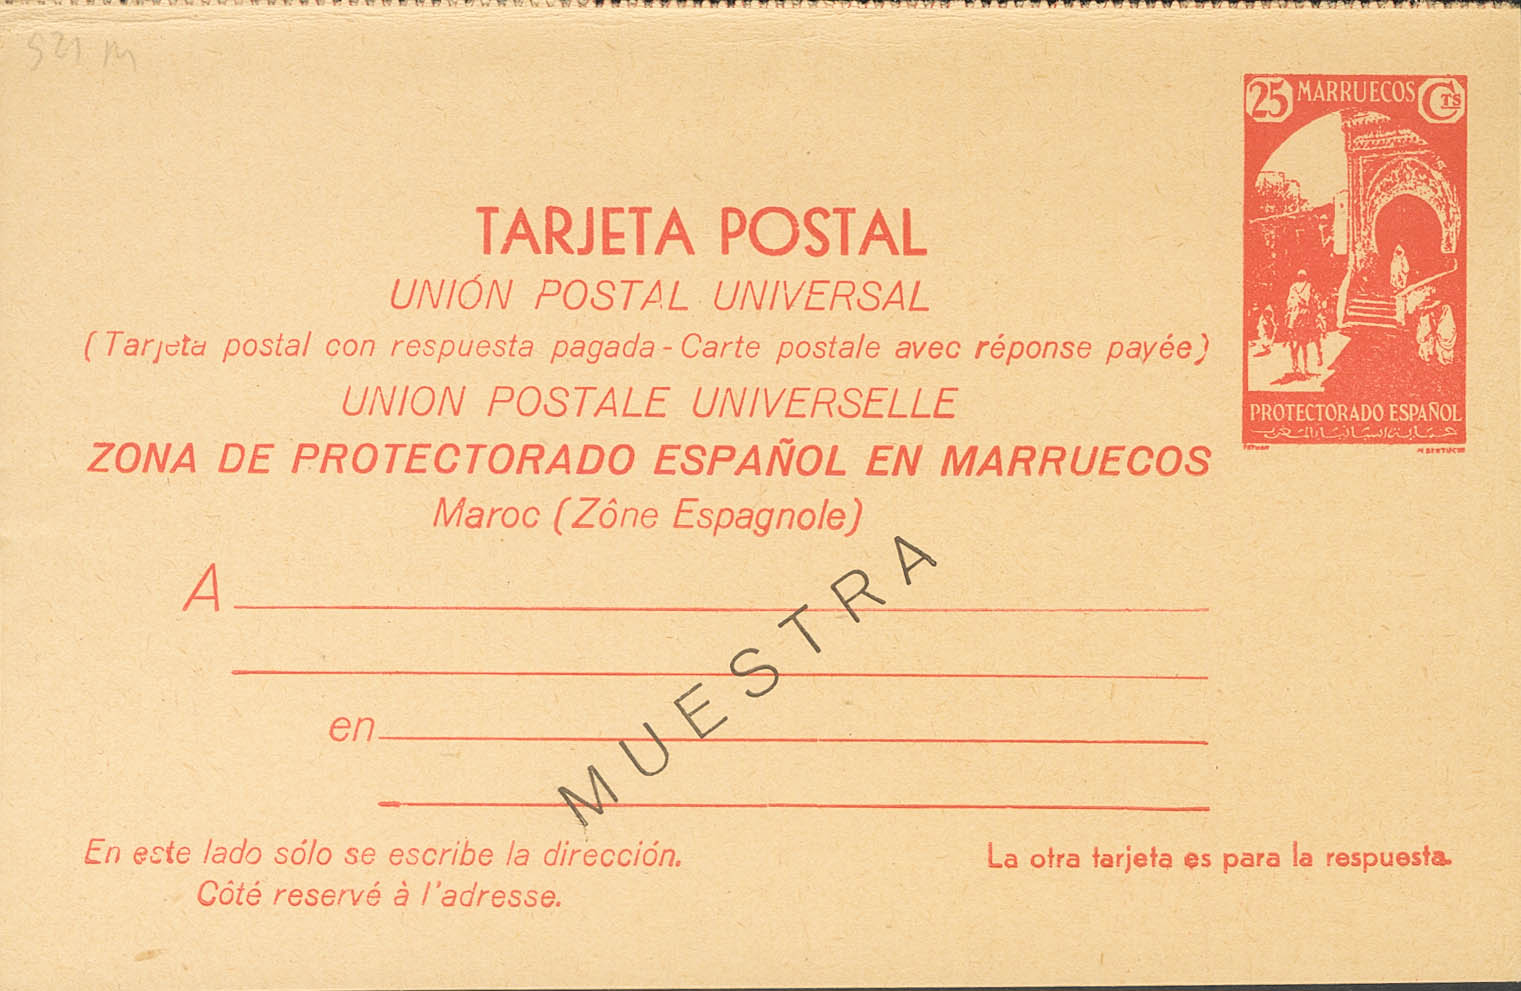 521 M
25 MARRUECOS CTS
TARJETA POSTAL
UNIÓN POSTAL UNIVERSAL
(Tarjeta postal con respuesta pagada - Carte postale avec réponse payée)
UNION POSTALE UNIVERSELLE
PROTECTORADO ESPAÑOL
ZONA DE PROTECTORADO ESPAÑOL EN MARRUECOS
Maroc (Zône Espagnole)
A
en
MUESTRA
En este lado sólo se escribe la dirección.
Côté reservé à l'adresse.
La otra tarjeta es para la respuesta.